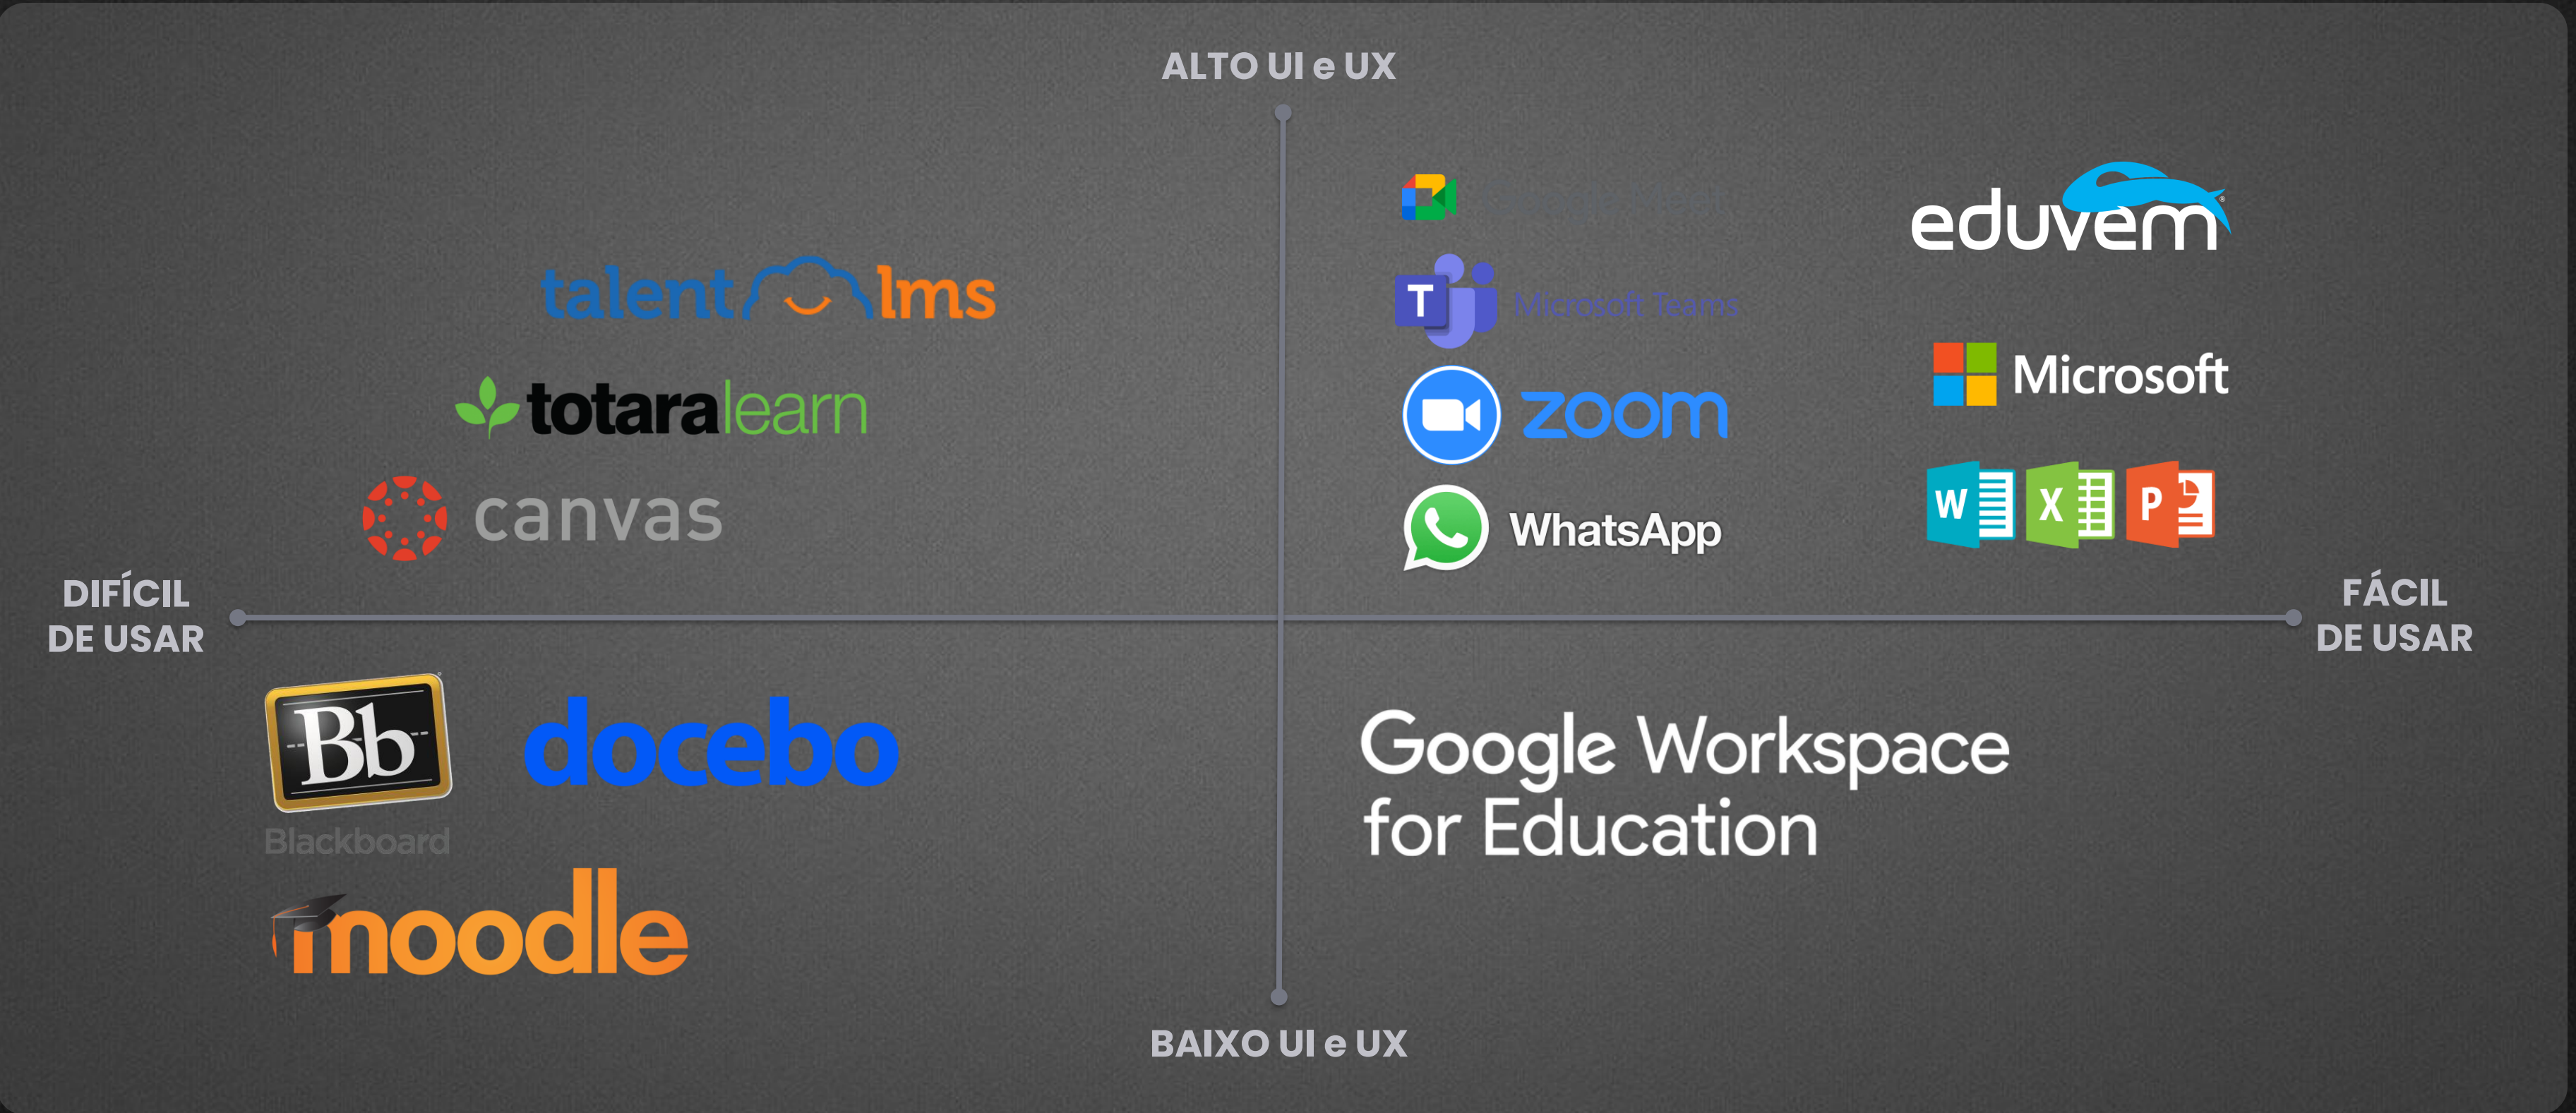 ALTO UI e UX
eduvem
talent lms
Microsoft Teams
T
Microsoft
totaralearn
zoom
canvas
WhatsApp
W X P
DIFÍCIL
DE USAR
FÁCIL
DE USAR
Bb
Blackboard
docebo
Google Workspace
for Education
moodle
BAIXO UI e UX